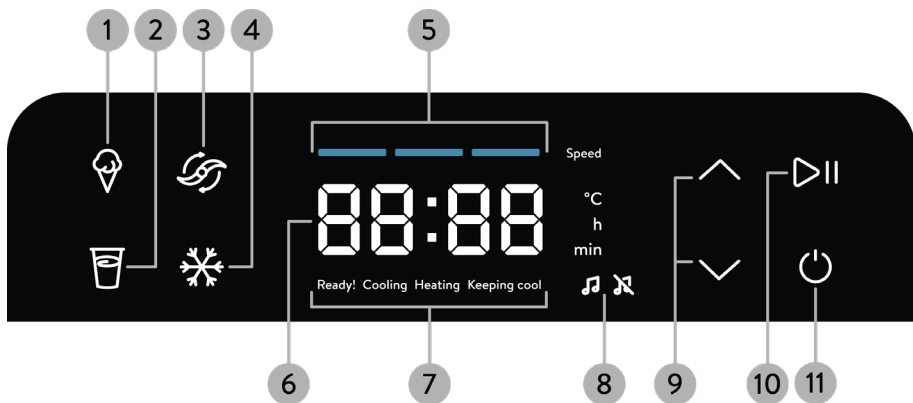 1 2 3 4 5
Speed
88:88
°C
h
min
Ready! Cooling Heating Keeping cool
6 7 8 9 10 11